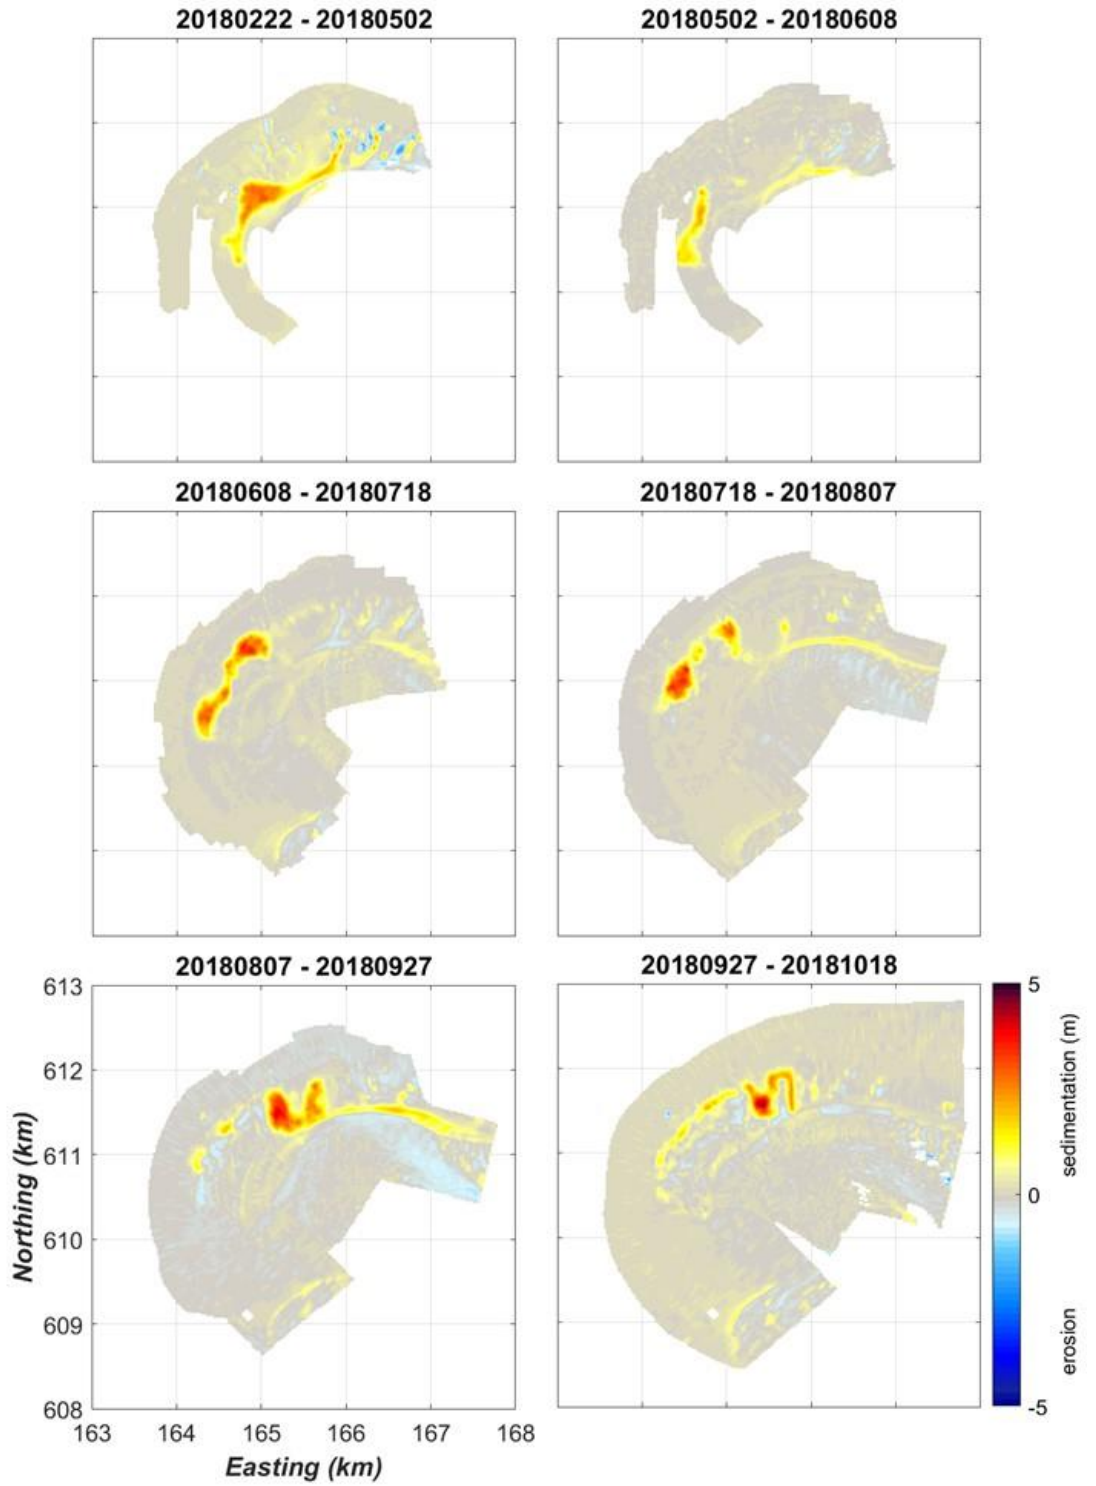 20180222 - 20180502
20180502 - 20180608
20180608 - 20180718
20180718 - 20180807
20180807 - 20180927
20180927 - 20181018
613
612
611
610
609
608
Northing (km)
163 164 165 166 167 168
Easting (km)
5
0
-5
sedimentation (m)
erosion